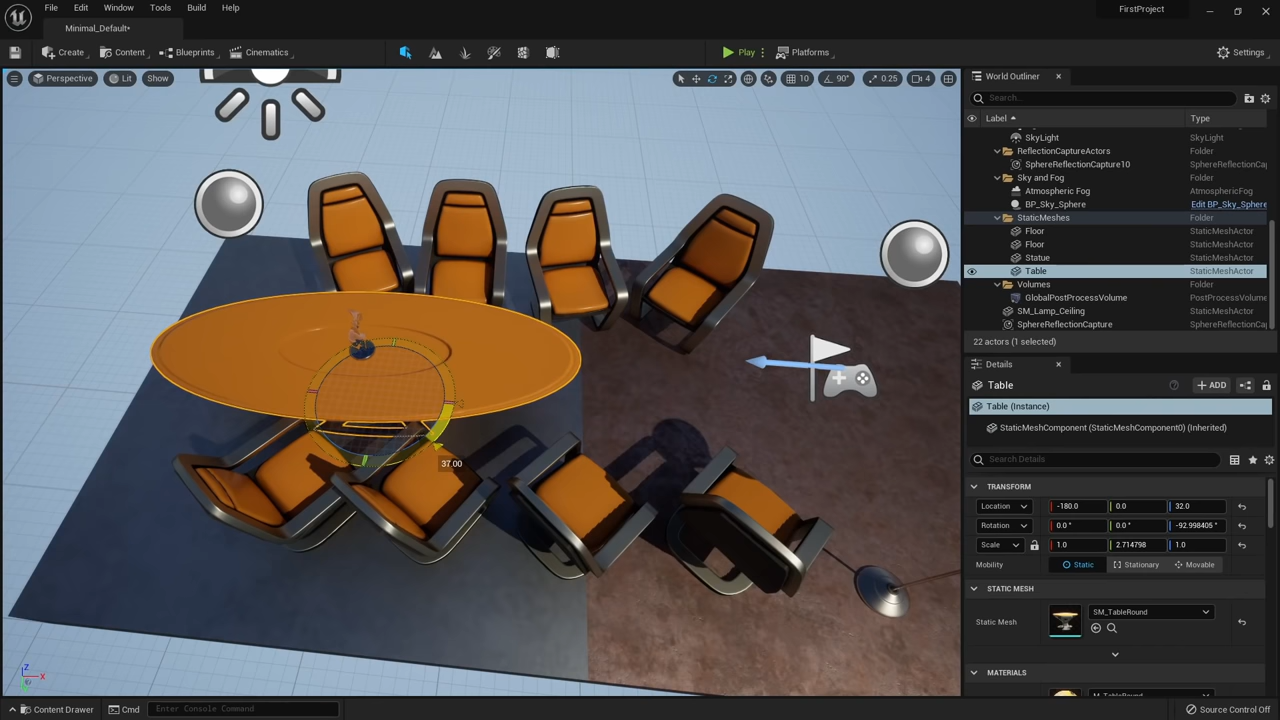 File Edit Window Tools Build Help
FirstProject
Minimal_Default•
Create Content Blueprints Cinematics Play Platforms Settings
Perspective Lit Show 10 90° 0.25 4
World Outliner
Search...
Label Type
SkyLight SkyLight
ReflectionCaptureActors Folder
SphereReflectionCapture10 SphereReflectionCap
Sky and Fog Folder
Atmospheric Fog AtmosphericFog
BP_Sky_Sphere Edit BP_Sky_Sphere
StaticMeshes Folder
Floor StaticMeshActor
Floor StaticMeshActor
Statue StaticMeshActor
Table StaticMeshActor
Volumes Folder
GlobalPostProcessVolume PostProcessVolume
SM_Lamp_Ceiling StaticMeshActor
SphereReflectionCapture SphereReflectionCap
22 actors (1 selected)
Details
Table ADD
Table (Instance)
StaticMeshComponent (StaticMeshComponent0) (Inherited)
Search Details
TRANSFORM
Location -180.0 0.0 32.0
Rotation 0.0 ° 0.0 ° -92.998405 °
Scale 1.0 2.714798 1.0
Mobility Static Stationary Movable
STATIC MESH
Static Mesh SM_TableRound
MATERIALS
M_TableRound
37.00
Z
X
Content Drawer Cmd Enter Console Command Source Control Off